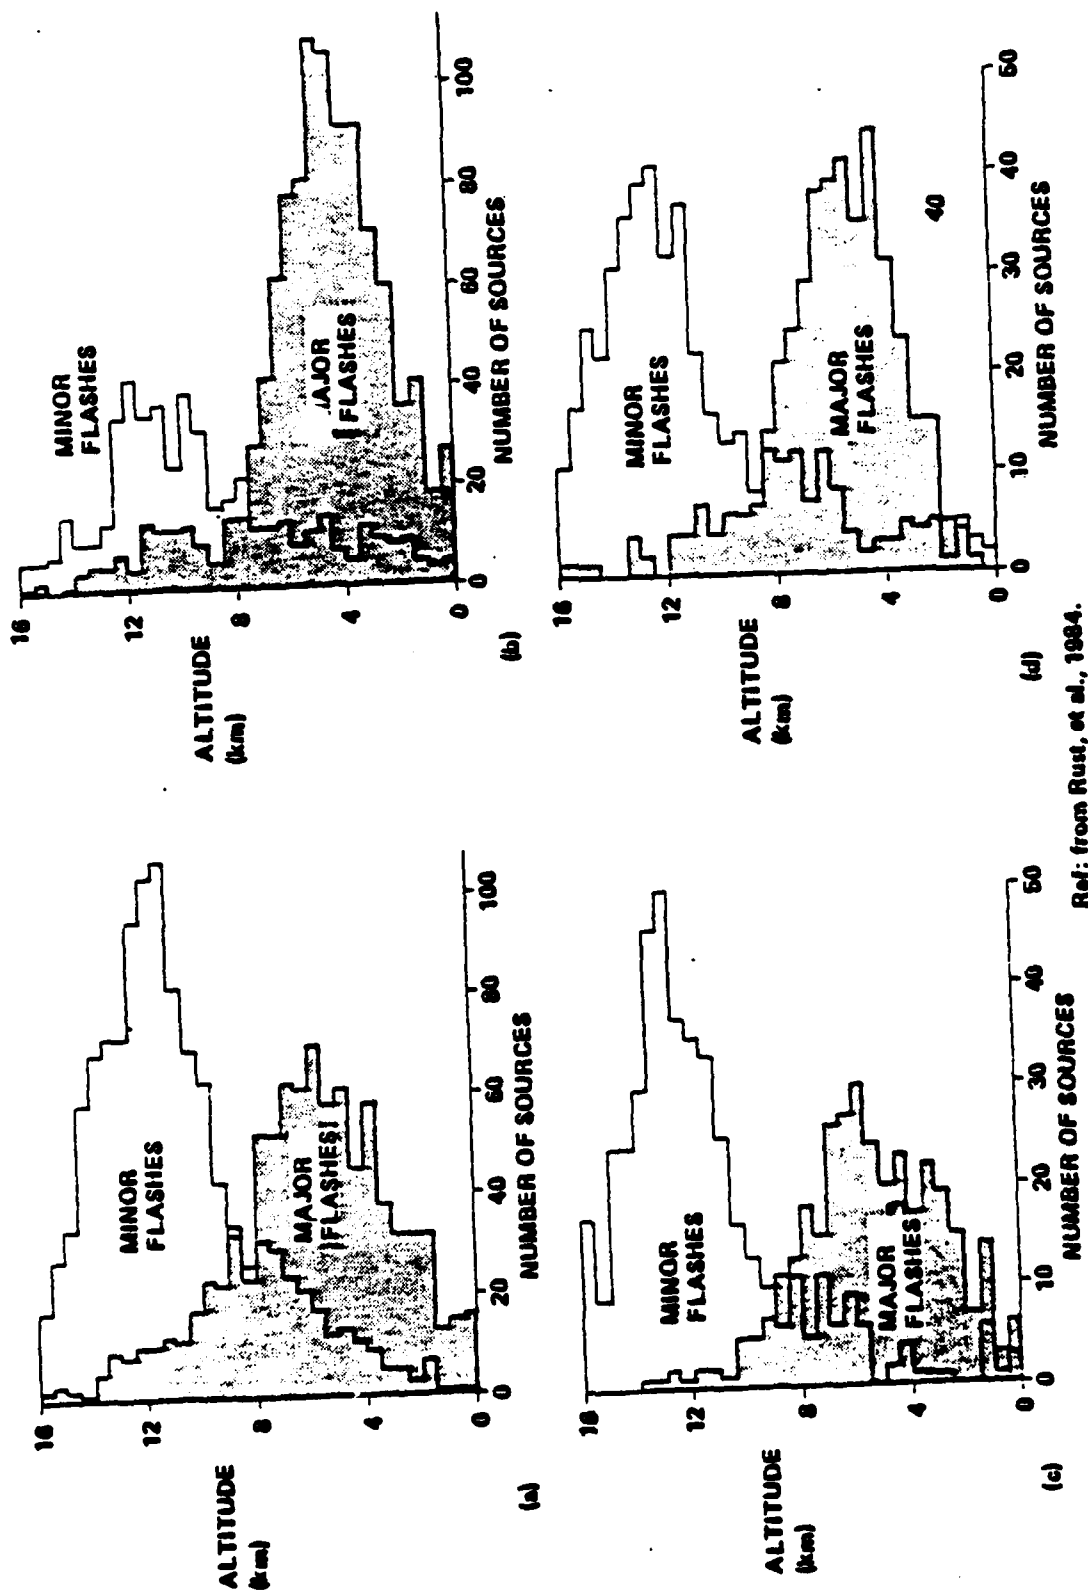 ALTITUDE
(km)
16
12
8
4
0
MINOR
FLASHES
MAJOR
FLASHES
0
20
40
60
80
100
NUMBER OF SOURCES
(a)
ALTITUDE
(km)
16
12
8
4
0
MINOR
FLASHES
AJOR
FLASHES
0
20
40
60
80
100
NUMBER OF SOURCES
(b)
ALTITUDE
(km)
16
12
8
4
0
MINOR
FLASHES
MAJOR
FLASHES
0
10
20
30
40
50
NUMBER OF SOURCES
(c)
ALTITUDE
(km)
16
12
8
4
0
MINOR
FLASHES
MAJOR
FLASHES
40
0
10
20
30
40
50
NUMBER OF SOURCES
(d)
Ref: from Rust, et al., 1984.